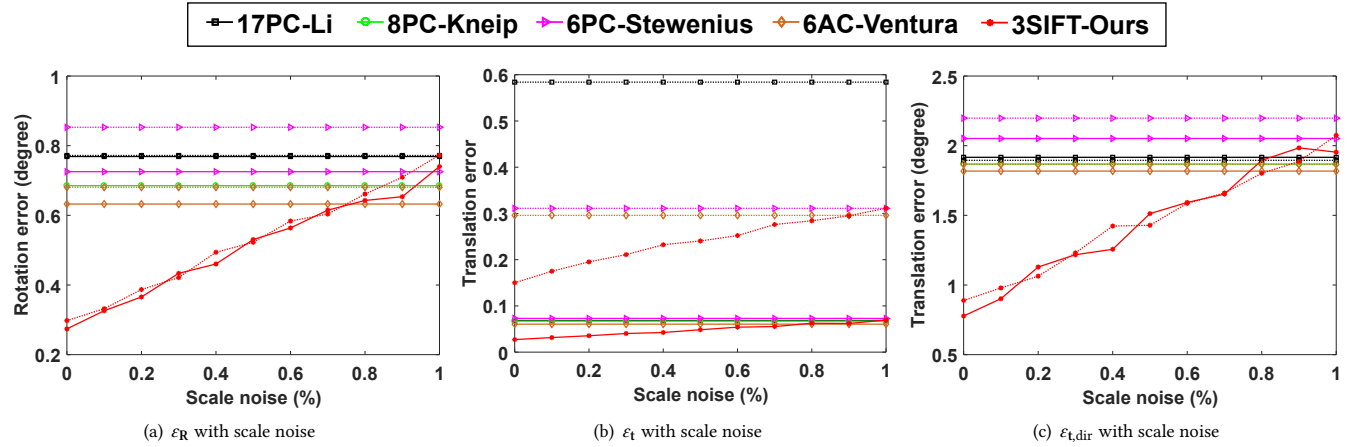 17PC-Li 8PC-Kneip 6PC-Stewenius 6AC-Ventura 3SIFT-Ours
Rotation error (degree)
1
0.8
0.6
0.4
0.2
0 0.2 0.4 0.6 0.8 1
Scale noise (%)
(a) εR with scale noise
Translation error
0.6
0.5
0.4
0.3
0.2
0.1
0
0 0.2 0.4 0.6 0.8 1
Scale noise (%)
(b) εt with scale noise
Translation error (degree)
2.5
2
1.5
1
0.5
0 0.2 0.4 0.6 0.8 1
Scale noise (%)
(c) εt,dir with scale noise